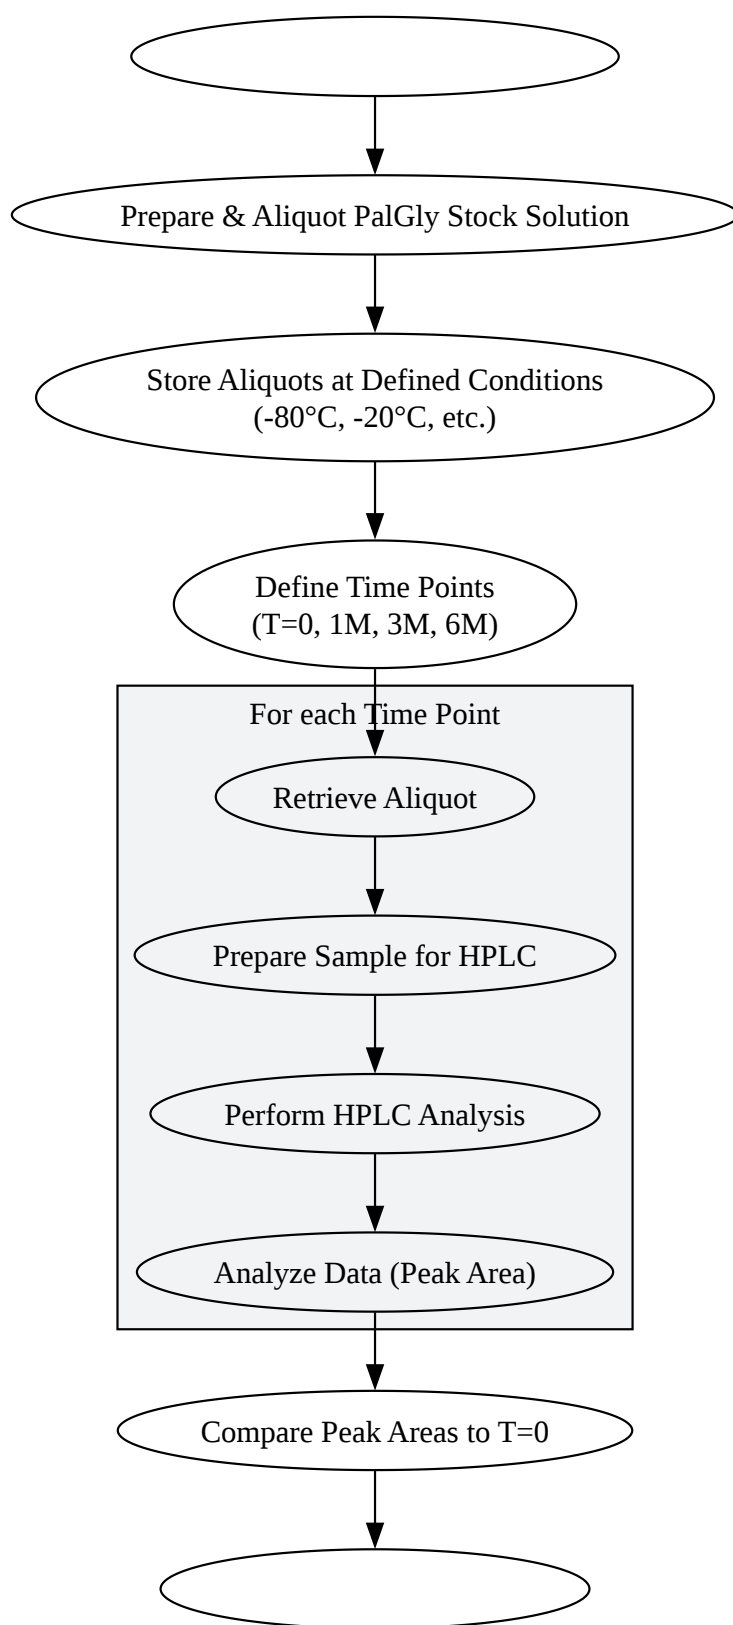 Prepare & Aliquot PalGly Stock Solution
Store Aliquots at Defined Conditions
(-80°C, -20°C, etc.)
Define Time Points
(T=0, 1M, 3M, 6M)
For each Time Point
Retrieve Aliquot
Prepare Sample for HPLC
Perform HPLC Analysis
Analyze Data (Peak Area)
Compare Peak Areas to T=0